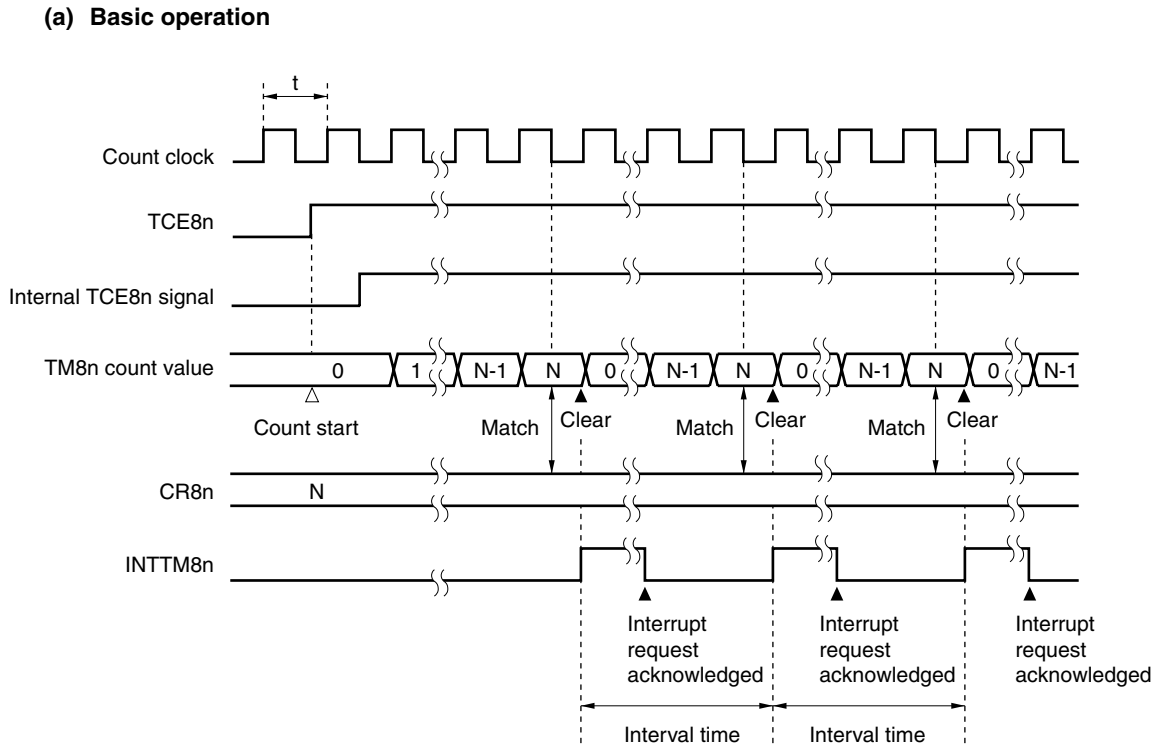 (a) Basic operation
t
Count clock
TCE8n
Internal TCE8n signal
TM8n count value
0 1 N-1 N 0 N-1 N 0 N-1 N 0 N-1
Count start
Match Clear Match Clear Match Clear
CR8n
N
INTTM8n
Interrupt request acknowledged
Interrupt request acknowledged
Interrupt request acknowledged
Interval time Interval time